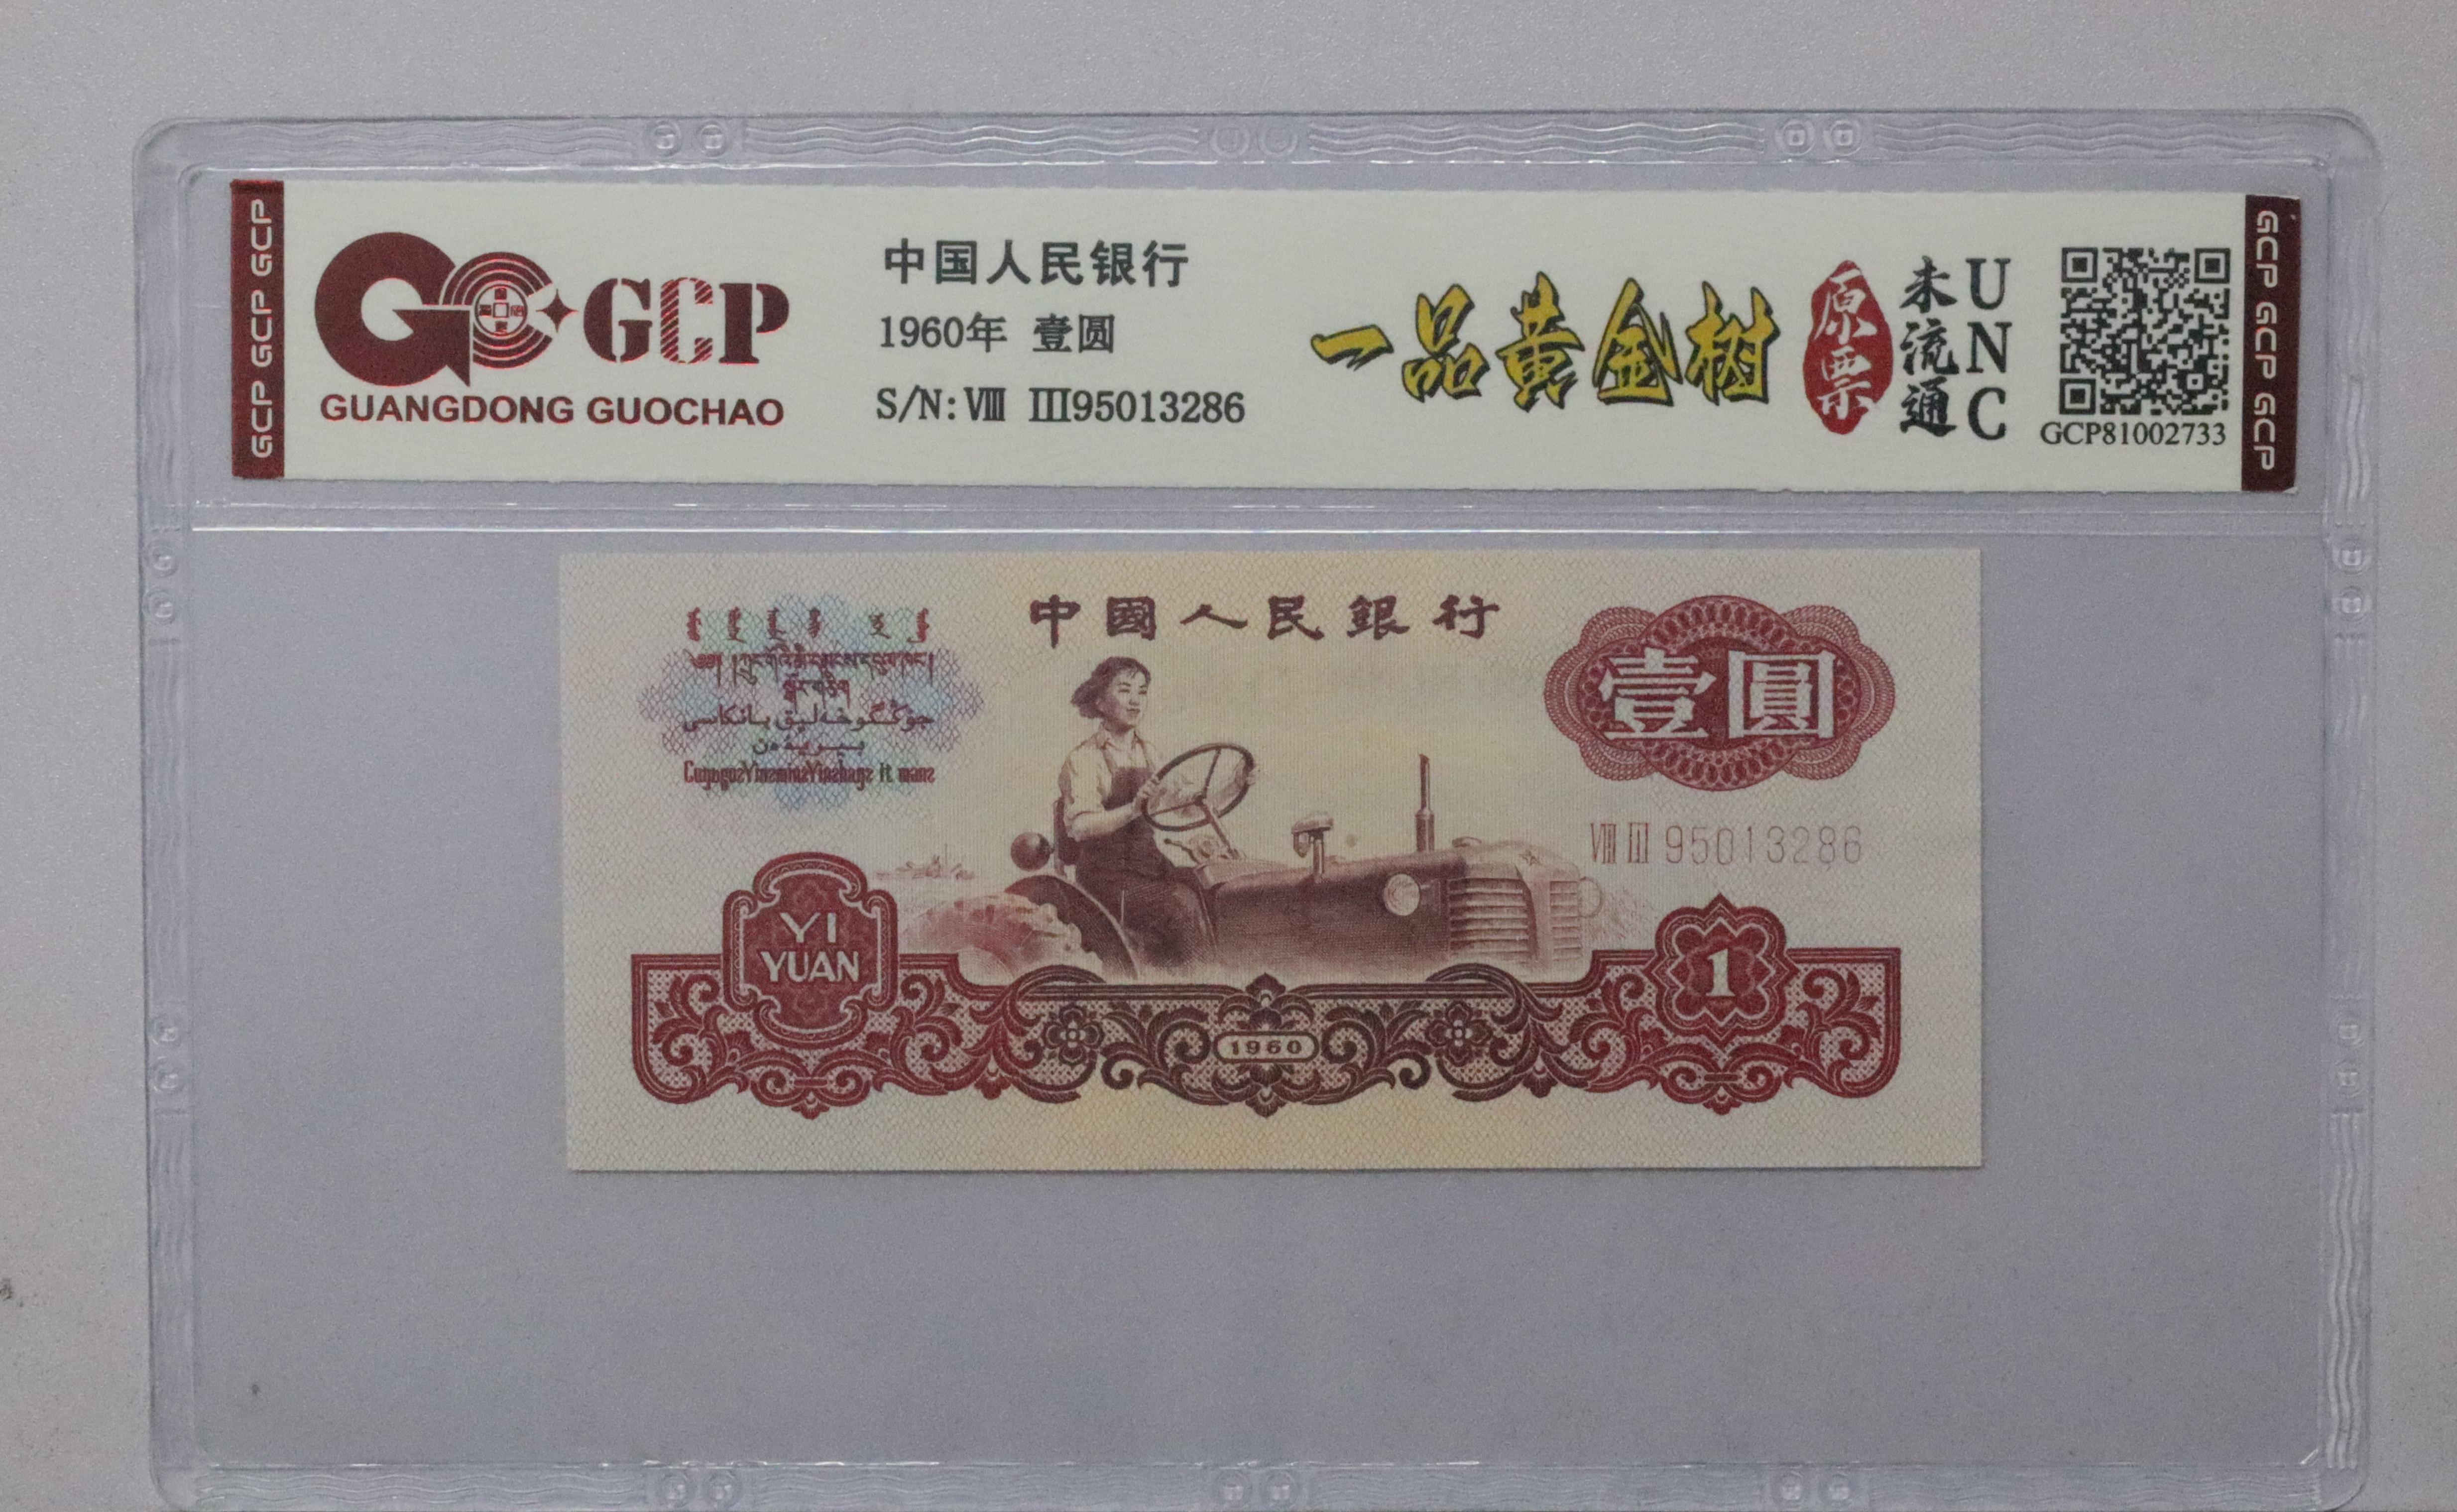 GCP GCP GCP
GCP
GUANGDONG GUOCHAO
中国人民银行
1960年 壹圆
S/N:Ⅷ Ⅲ95013286
一品黄金树
原票
未流通
UNC
GCP81002733
GCP GCP GCP GCP
中國人民銀行
壹圓
ⅧⅢ 95013286
YI
YUAN
1960
1